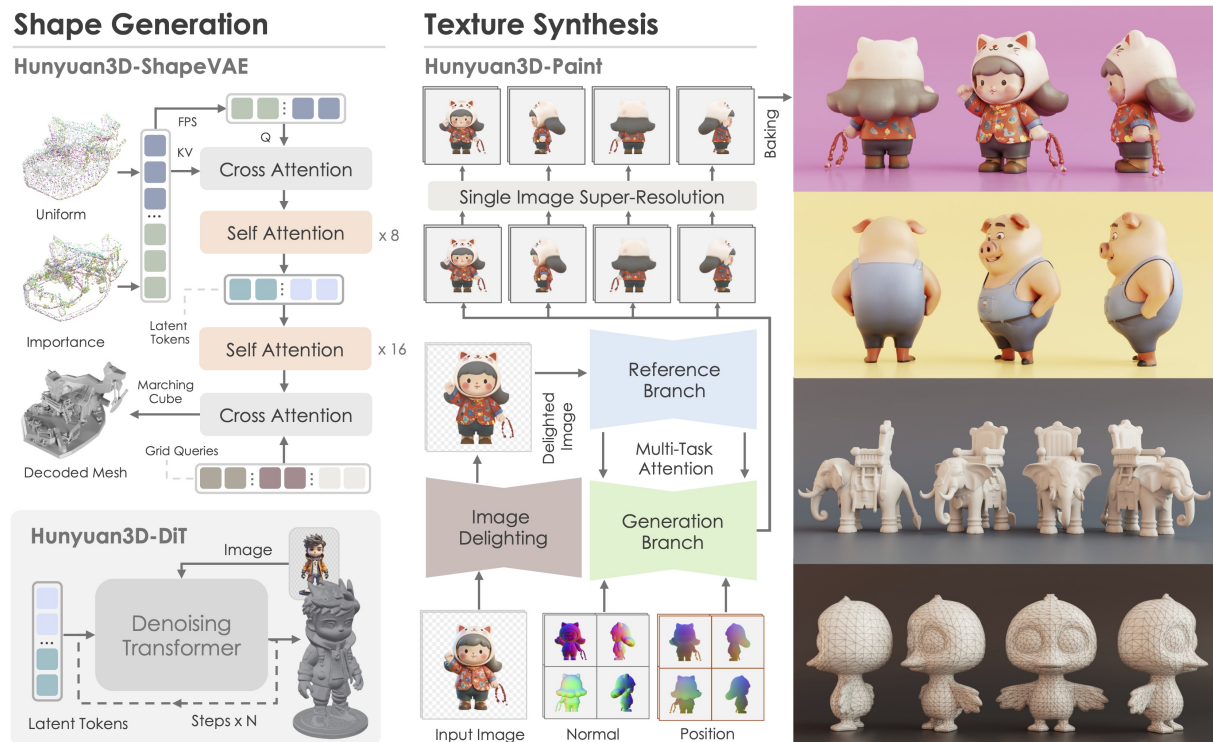 Shape Generation
Hunyuan3D-ShapeVAE
FPS
Q
KV
Cross Attention
Uniform
Self Attention
x 8
Latent
Tokens
Importance
Self Attention
x 16
Marching
Cube
Cross Attention
Decoded Mesh
Grid Queries
Hunyuan3D-DiT
Image
Denoising
Transformer
Latent Tokens
Steps x N
Texture Synthesis
Hunyuan3D-Paint
Baking
Single Image Super-Resolution
Reference
Branch
Delighted
Image
Multi-Task
Attention
Image
Delighting
Generation
Branch
Input Image
Normal
Position